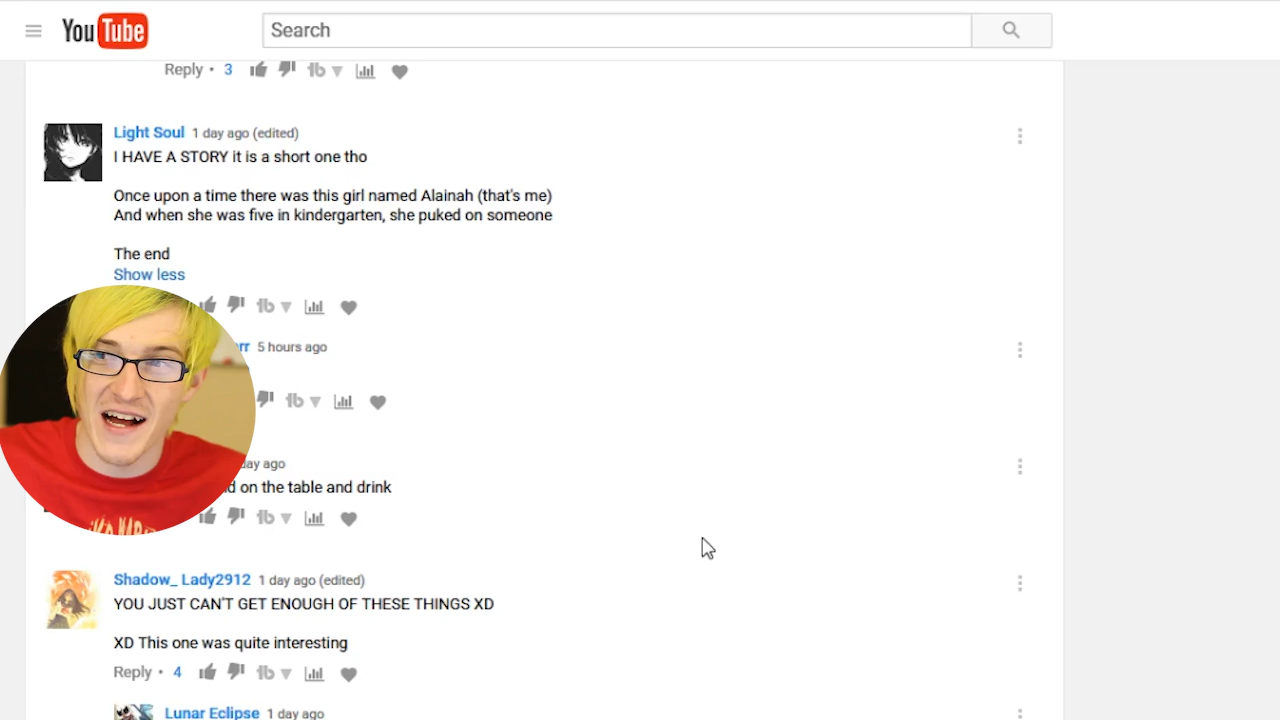 YouTube
Search
Reply • 3
Light Soul 1 day ago (edited)
I HAVE A STORY it is a short one tho
Once upon a time there was this girl named Alainah (that's me)
And when she was five in kindergarten, she puked on someone
The end
Show less
5 hours ago
day ago
on the table and drink
Shadow_ Lady2912 1 day ago (edited)
YOU JUST CAN'T GET ENOUGH OF THESE THINGS XD
XD This one was quite interesting
Reply • 4
Lunar Eclipse 1 day ago